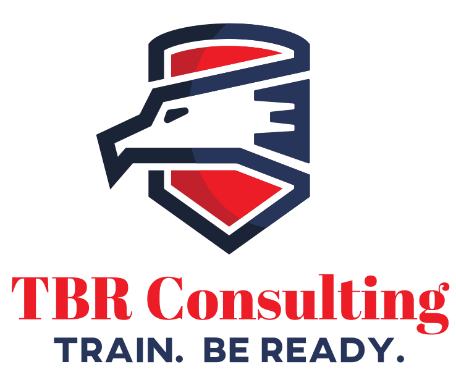 TBR Consulting
TRAIN. BE READY.